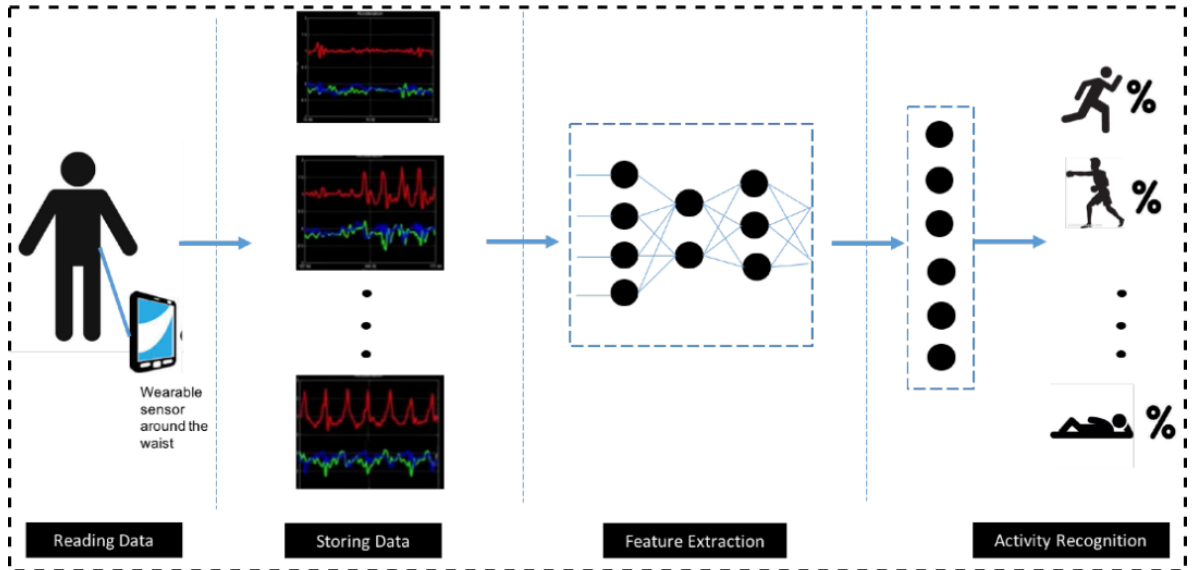 %
%
%
Wearable
sensor
around the
waist
Reading Data
Storing Data
Feature Extraction
Activity Recognition